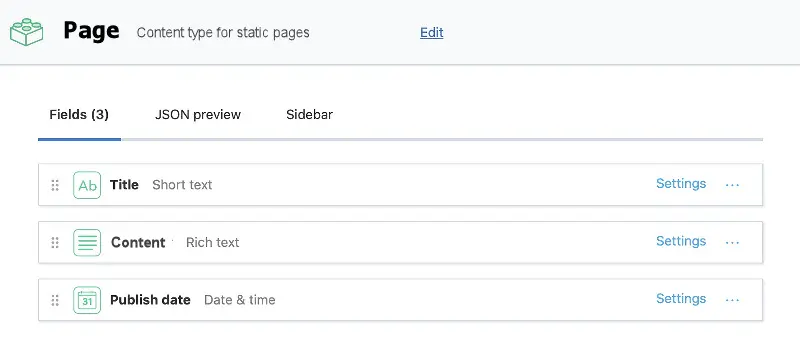 Page Content type for static pages Edit
Fields (3) JSON preview Sidebar
Ab Title Short text Settings ...
Content Rich text Settings ...
31 Publish date Date & time Settings ...